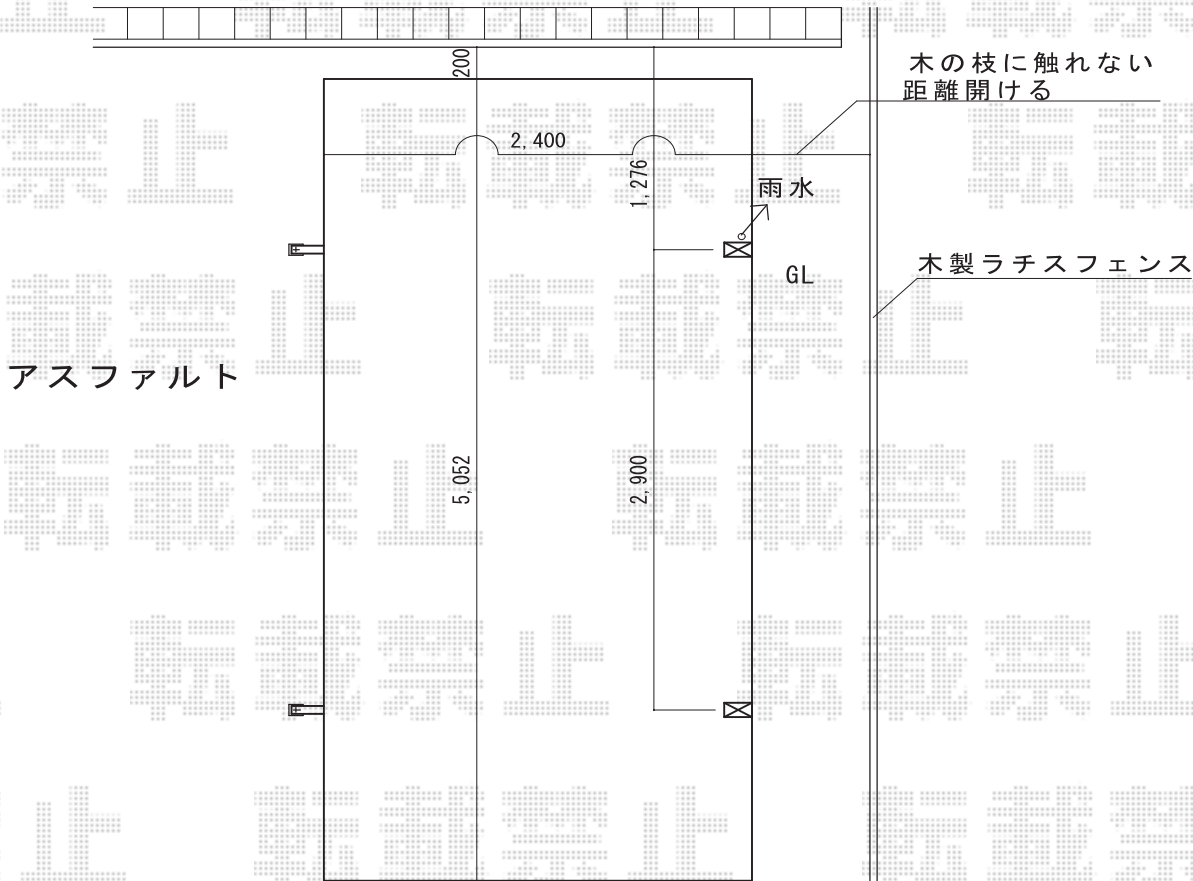 木の枝に触れない
距離開ける
200
2,400
1,276
雨水
木製ラチスフェンス
GL
アスファルト
5,052
2,900
転載禁止